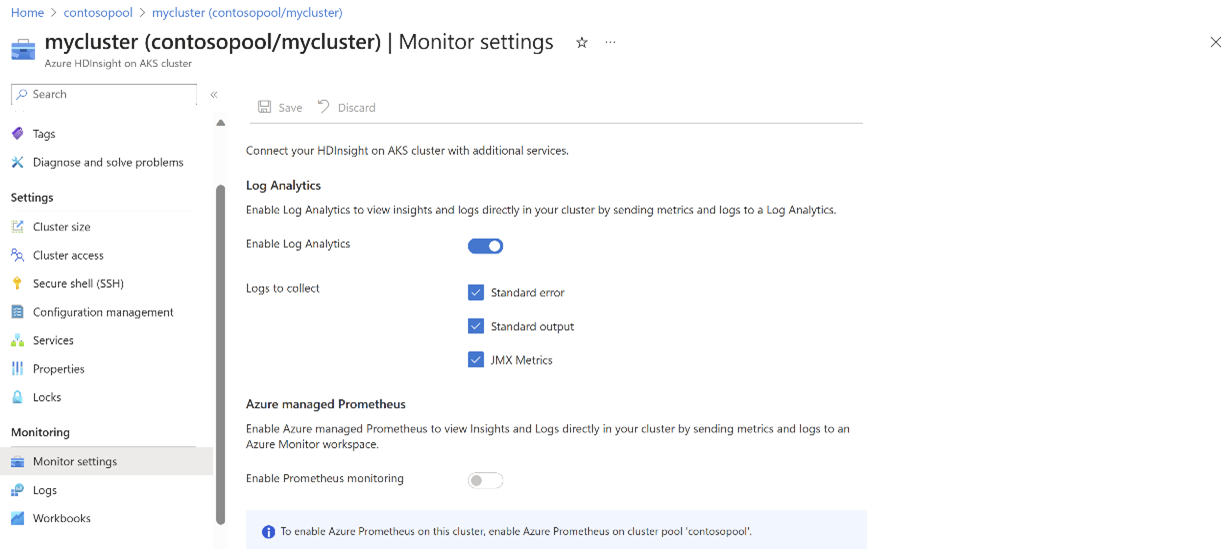 Home > contosopool > mycluster (contosopool/mycluster)
mycluster (contosopool/mycluster) | Monitor settings
Azure HDInsight on AKS cluster
Search
Tags
Diagnose and solve problems
Settings
Cluster size
Cluster access
Secure shell (SSH)
Configuration management
Services
Properties
Locks
Monitoring
Monitor settings
Logs
Workbooks
Save Discard
Connect your HDInsight on AKS cluster with additional services.
Log Analytics
Enable Log Analytics to view insights and logs directly in your cluster by sending metrics and logs to a Log Analytics.
Enable Log Analytics
Logs to collect
Standard error
Standard output
JMX Metrics
Azure managed Prometheus
Enable Azure managed Prometheus to view Insights and Logs directly in your cluster by sending metrics and logs to an
Azure Monitor workspace.
Enable Prometheus monitoring
To enable Azure Prometheus on this cluster, enable Azure Prometheus on cluster pool 'contosopool'.